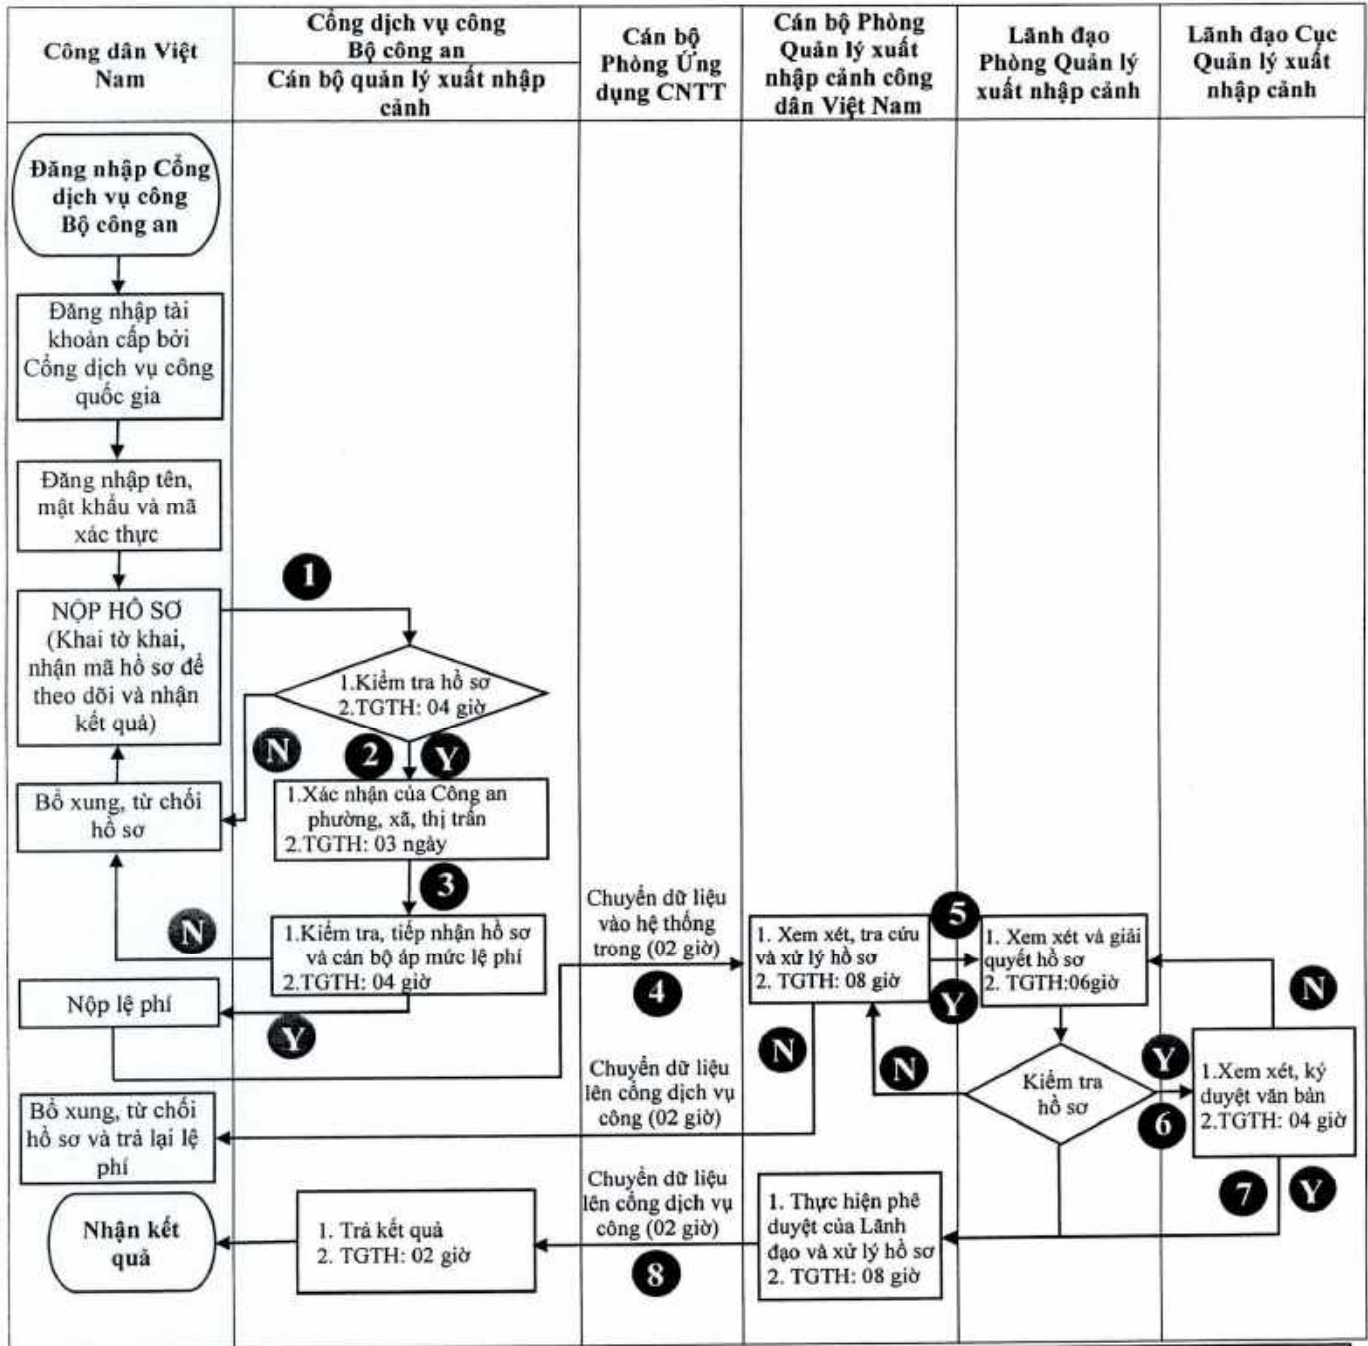 Công dân Việt
Nam
Cổng dịch vụ công
Bộ công an
Cán bộ quản lý xuất nhập
cảnh
Cán bộ
Phòng Ứng
dụng CNTT
Cán bộ Phòng
Quản lý xuất
nhập cảnh công
dân Việt Nam
Lãnh đạo
Phòng Quản lý
xuất nhập cảnh
Lãnh đạo Cục
Quản lý xuất
nhập cảnh
Đăng nhập Cổng
dịch vụ công
Bộ công an
Đăng nhập tài
khoản cấp bởi
Cổng dịch vụ công
quốc gia
Đăng nhập tên,
mật khẩu và mã
xác thực
1
NỘP HỒ SƠ
(Khai tờ khai,
nhận mã hồ sơ để
theo dõi và nhận
kết quả)
1.Kiểm tra hồ sơ
2.TGTH: 04 giờ
N
2
Y
Bổ xung, từ chối
hồ sơ
1.Xác nhận của Công an
phường, xã, thị trấn
2.TGTH: 03 ngày
3
N
1.Kiểm tra, tiếp nhận hồ sơ
và cán bộ áp mức lệ phí
2.TGTH: 04 giờ
Nộp lệ phí
Y
Chuyển dữ liệu
vào hệ thống
trong (02 giờ)
4
1. Xem xét, tra cứu
và xử lý hồ sơ
2. TGTH: 08 giờ
5
Y
1. Xem xét và giải
quyết hồ sơ
2. TGTH:06giờ
N
N
N
Kiểm tra
hồ sơ
Y
6
1.Xem xét, ký
duyệt văn bản
2.TGTH: 04 giờ
7
Y
Chuyển dữ liệu
lên cổng dịch vụ
công (02 giờ)
Bổ xung, từ chối
hồ sơ và trả lại lệ
phí
1. Thực hiện phê
duyệt của Lãnh
đạo và xử lý hồ sơ
2. TGTH: 08 giờ
Chuyển dữ liệu
lên cổng dịch vụ
công (02 giờ)
8
1. Trả kết quả
2. TGTH: 02 giờ
Nhận kết
quả